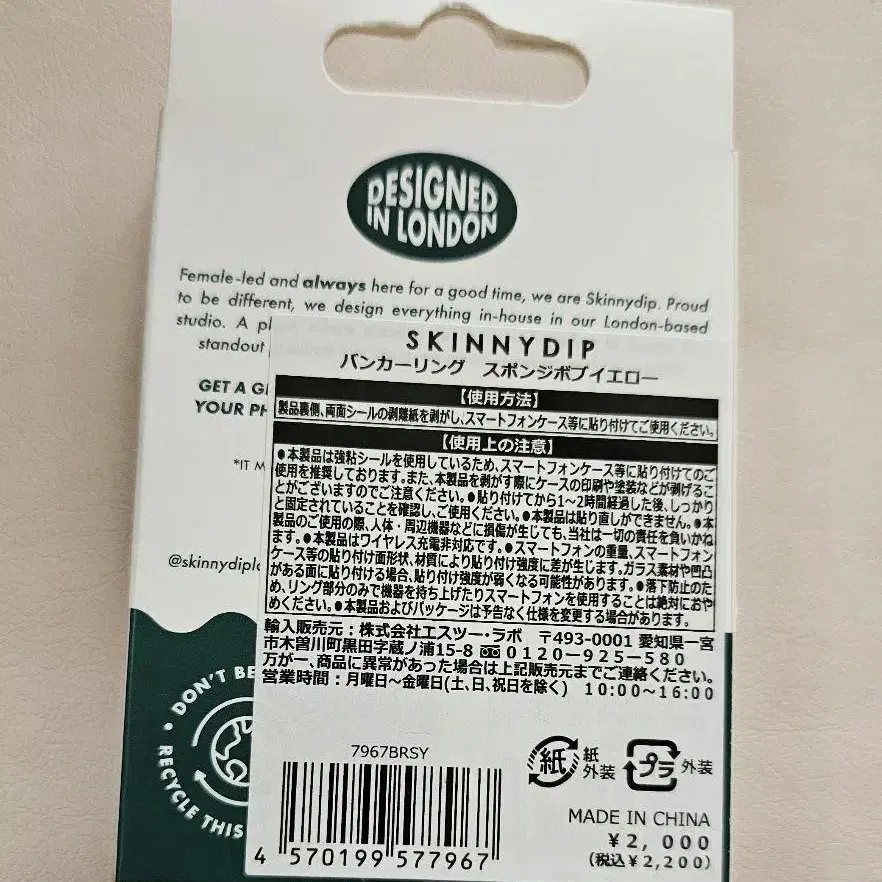 DESIGNED
IN LONDON
Female-led and always here for a good time, we are Skinnydip. Proud
to be different, we design everything in-house in our London-based
studio. A
standout
GET A
YOUR
*IT
@skinnydip
SKINNYDIP
バンカーリング スポンジボブイエロー
【使用方法】
製品裏側、両面シールの剥離紙を剥がし、スマートフォンケース等に貼り付けてご使用ください。
【使用上の注意】
●本製品は強粘シールを使用しているため、スマートフォンケース等に貼り付けてのご
使用を推奨しております。また、本製品を剥がす際にケースの印刷や塗装などが剥げるこ
とがございますのでご注意ください。●貼り付けてから1～2時間経過した後、しっかり
と固定されていることを確認し、ご使用ください。●本製品は貼り直しができません。●本
製品のご使用の際、人体・周辺機器などに損傷が生じても、当社は一切の責任を負いかね
ます。●本製品はワイヤレス充電非対応です。●スマートフォンの重量、スマートフォン
ケース等の貼り付け面形状、材質により貼り付け強度に差が生じます。ガラス素材や凹凸
がある面に貼り付ける場合、貼り付け強度が弱くなる可能性があります。●落下防止のた
め、リング部分のみで機器を持ち上げたりスマートフォンを使用することは絶対におや
めください。●本製品およびパッケージは予告なく仕様を変更する場合があります。
輸入販売元：株式会社エスツー・ラボ 〒493-0001 愛知県一宮
市木曽川町黒田字蔵ノ浦15-8 0120-925-580
万が一、商品に異常があった場合は上記販売元までご連絡ください。
営業時間：月曜日～金曜日(土、日、祝日を除く) 10:00～16:00
DON'T BE
RECYCLE THIS
7967BRSY
紙 紙
外装
プラ 外装
MADE IN CHINA
¥2,000
(税込¥2,200)
4 570199 577967